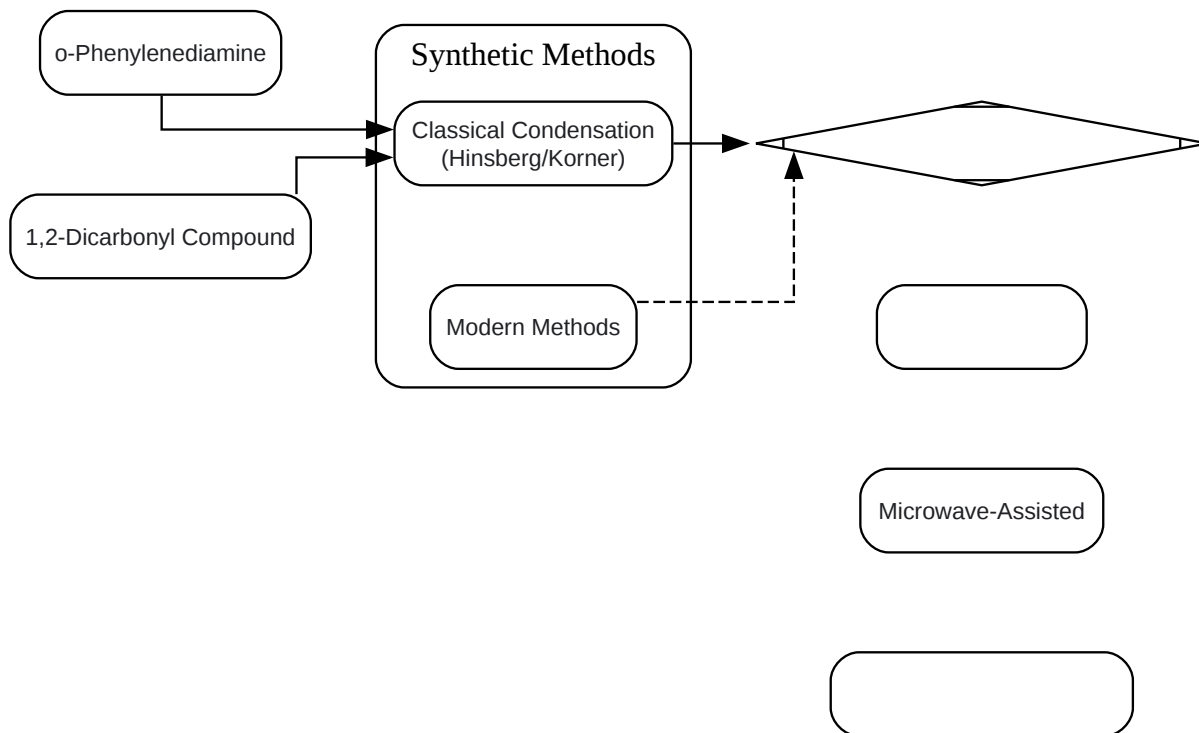 o-Phenylenediamine
Synthetic Methods
Classical Condensation
(Hinsberg/Korner)
1,2-Dicarbonyl Compound
Modern Methods
Microwave-Assisted